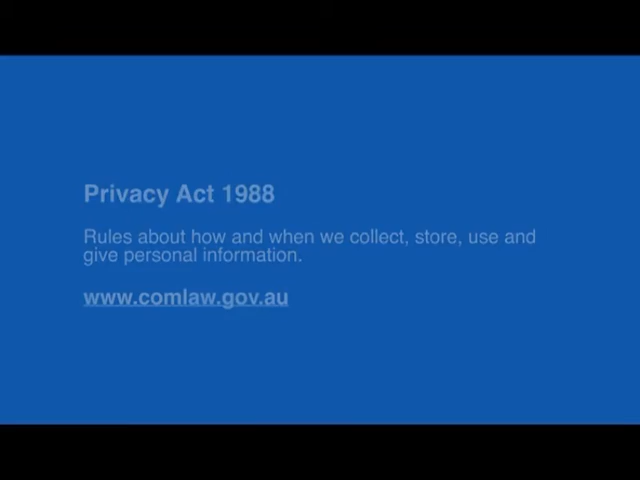 Privacy Act 1988
Rules about how and when we collect, store, use and
give personal information.
www.comlaw.gov.au